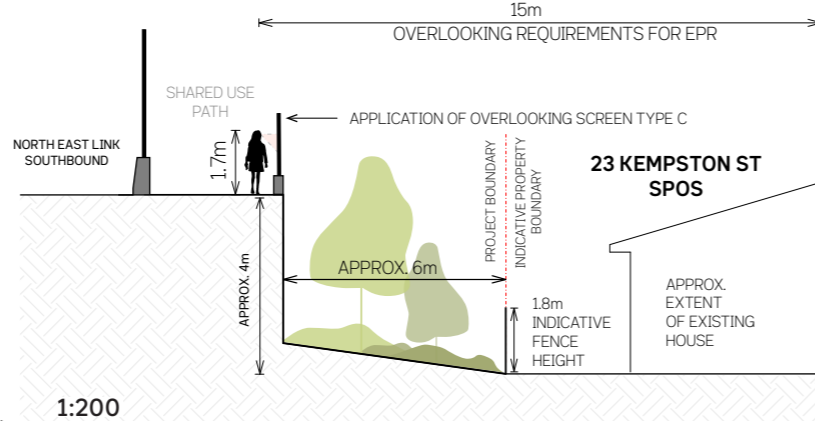 15m
OVERLOOKING REQUIREMENTS FOR EPR
SHARED USE
PATH
APPLICATION OF OVERLOOKING SCREEN TYPE C
NORTH EAST LINK
SOUTHBOUND
1.7m
PROJECT BOUNDARY
INDICATIVE PROPERTY
BOUNDARY
23 KEMPSTON ST
SPOS
APPROX. 4m
APPROX. 6m
1.8m
INDICATIVE
FENCE
HEIGHT
APPROX.
EXTENT
OF EXISTING
HOUSE
1:200